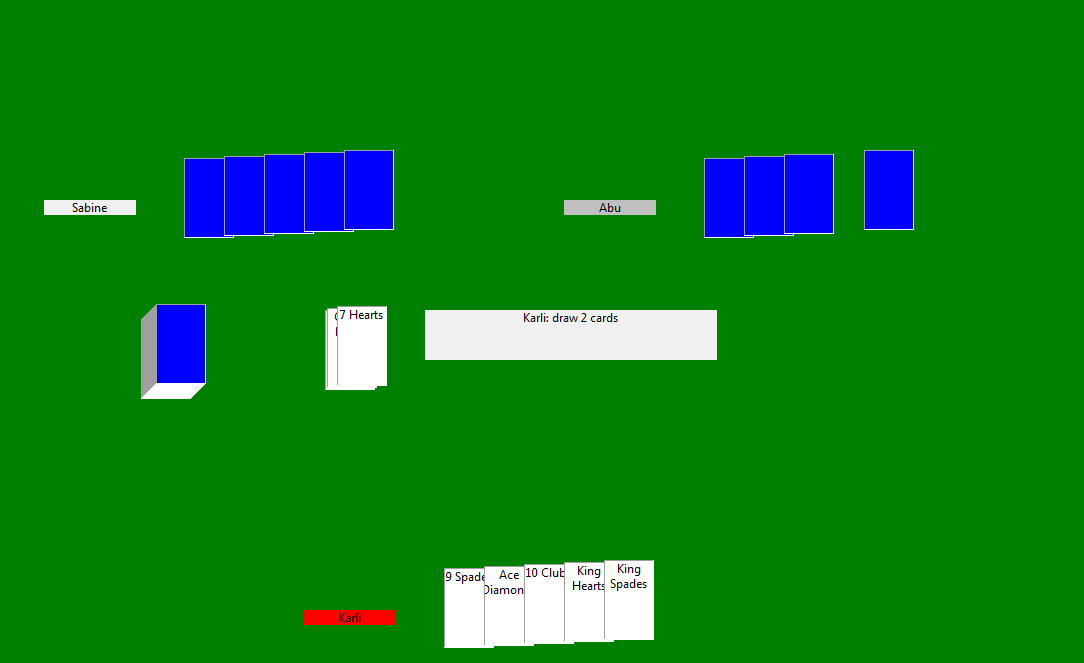 Sabine
Abu
7 Hearts
Karli: draw 2 cards
9 Spade
Ace
Diamon
10 Club
King
Hearts
King
Spades
Karli